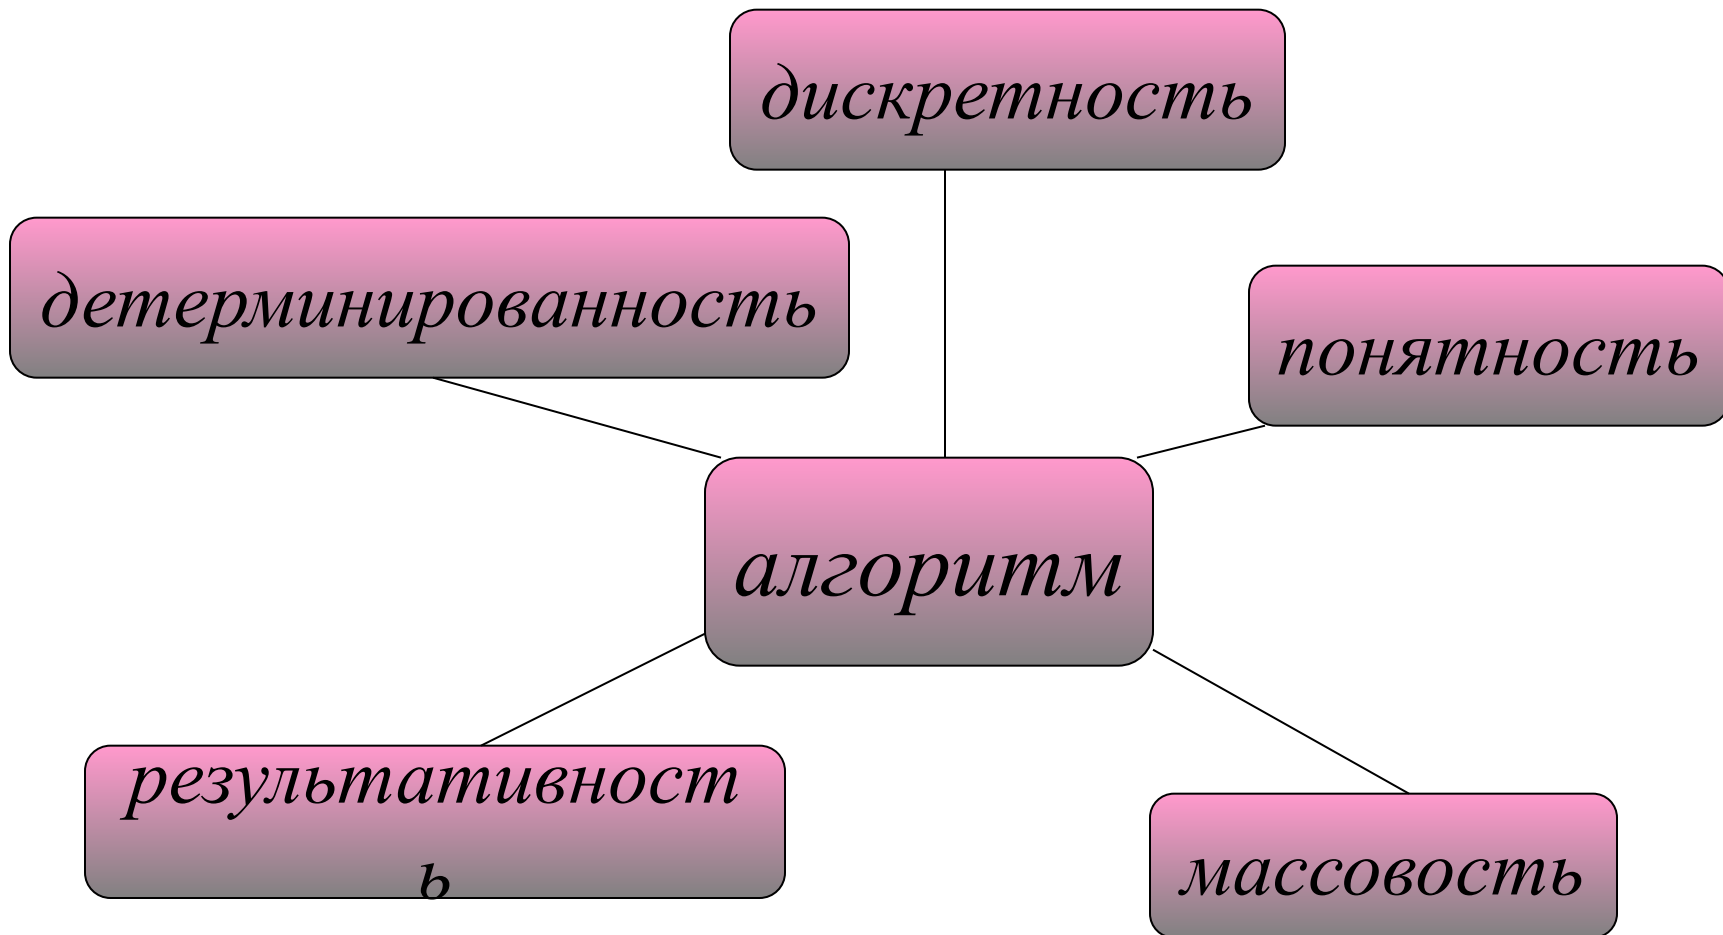 дискретность
детерминированность
понятность
алгоритм
результативност
ь
массовость